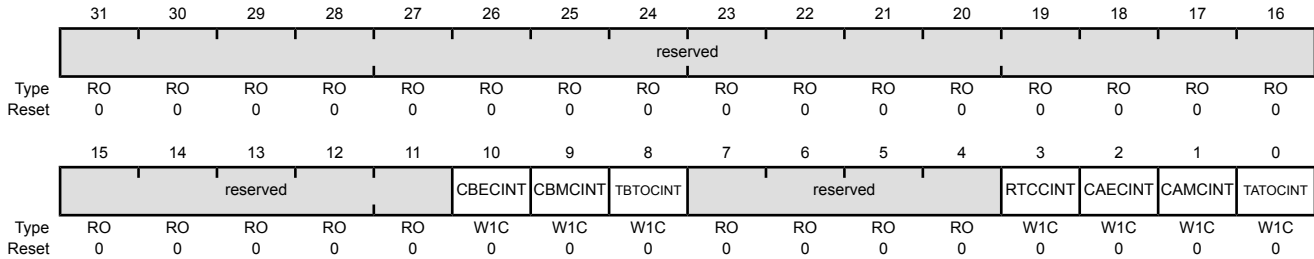 31 30 29 28 27 26 25 24 23 22 21 20 19 18 17 16
reserved
Type RO RO RO RO RO RO RO RO RO RO RO RO RO RO RO RO
Reset 0 0 0 0 0 0 0 0 0 0 0 0 0 0 0 0
15 14 13 12 11 10 9 8 7 6 5 4 3 2 1 0
reserved CBECINT CBMCINT TBTOCINT reserved RTCCINT CAECINT CAMCINT TATOCINT
Type RO RO RO RO RO W1C W1C W1C RO RO RO RO W1C W1C W1C W1C
Reset 0 0 0 0 0 0 0 0 0 0 0 0 0 0 0 0